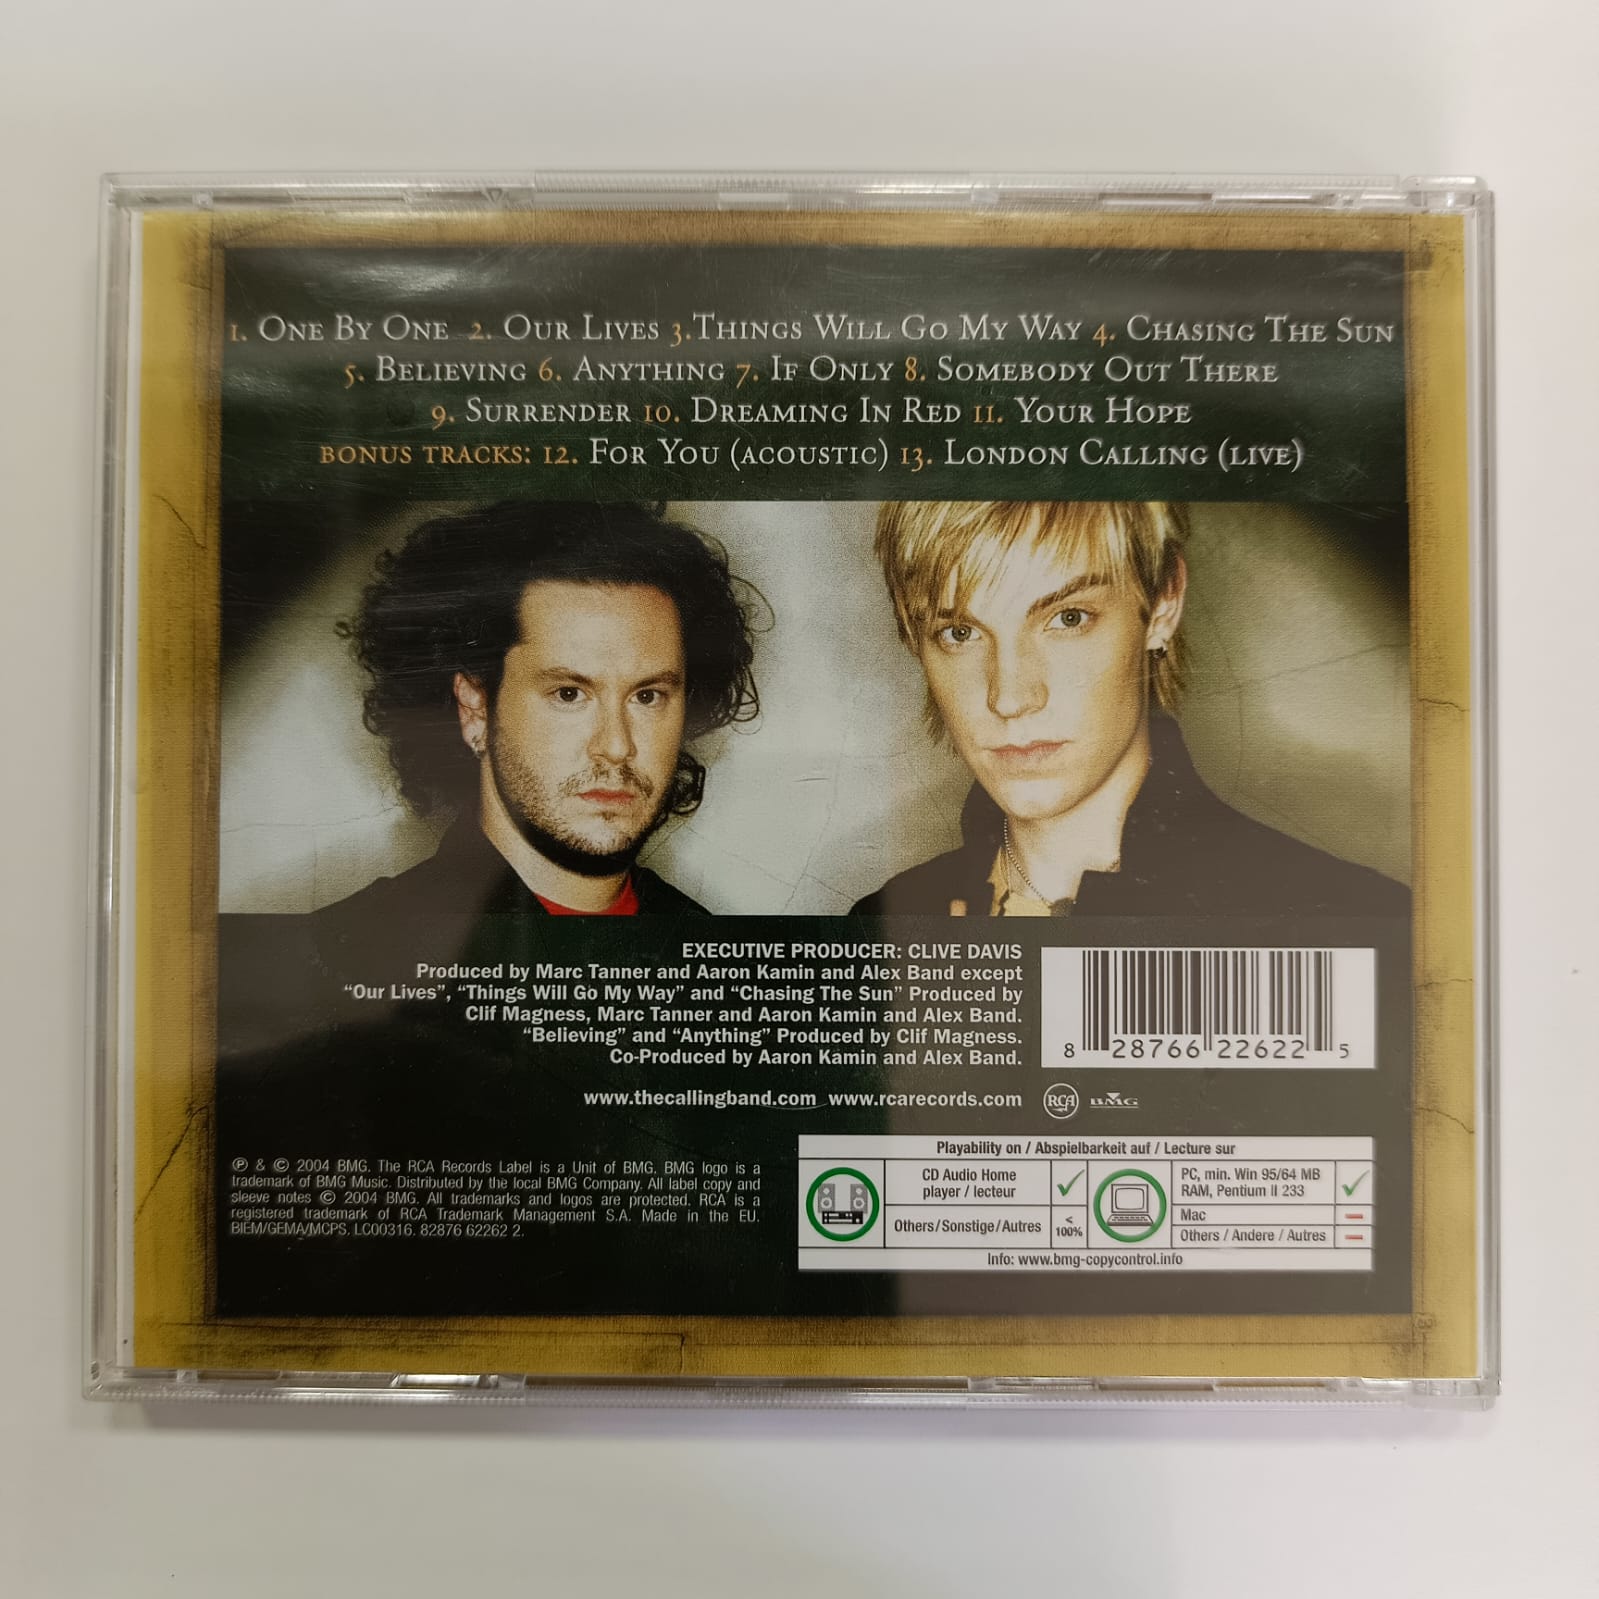 1. One By One 2. Our Lives 3.Things Will Go My Way 4. Chasing The Sun
5. Believing 6. Anything 7. If Only 8. Somebody Out There
9. Surrender 10. Dreaming In Red 11. Your Hope
bonus tracks: 12. For You (acoustic) 13. London Calling (live)
EXECUTIVE PRODUCER: CLIVE DAVIS
Produced by Marc Tanner and Aaron Kamin and Alex Band except
“Our Lives”, “Things Will Go My Way” and “Chasing The Sun” Produced by
Clif Magness, Marc Tanner and Aaron Kamin and Alex Band.
“Believing” and “Anything” Produced by Clif Magness.
Co-Produced by Aaron Kamin and Alex Band.
8 28766 22622 5
www.thecallingband.com www.rcarecords.com
RCA BMG
℗ & © 2004 BMG. The RCA Records Label is a Unit of BMG. BMG logo is a
trademark of BMG Music. Distributed by the local BMG Company. All label copy and
sleeve notes © 2004 BMG. All trademarks and logos are protected. RCA is a
registered trademark of RCA Trademark Management S.A. Made in the EU.
BIEM/GEMA/MCPS. LC00316. 82876 62262 2.
Playability on / Abspielbarkeit auf / Lecture sur
CD Audio Home
player / lecteur
Others/Sonstige/Autres
<
100%
PC, min. Win 95/64 MB
RAM, Pentium II 233
Mac
Others / Andere / Autres
Info: www.bmg-copycontrol.info